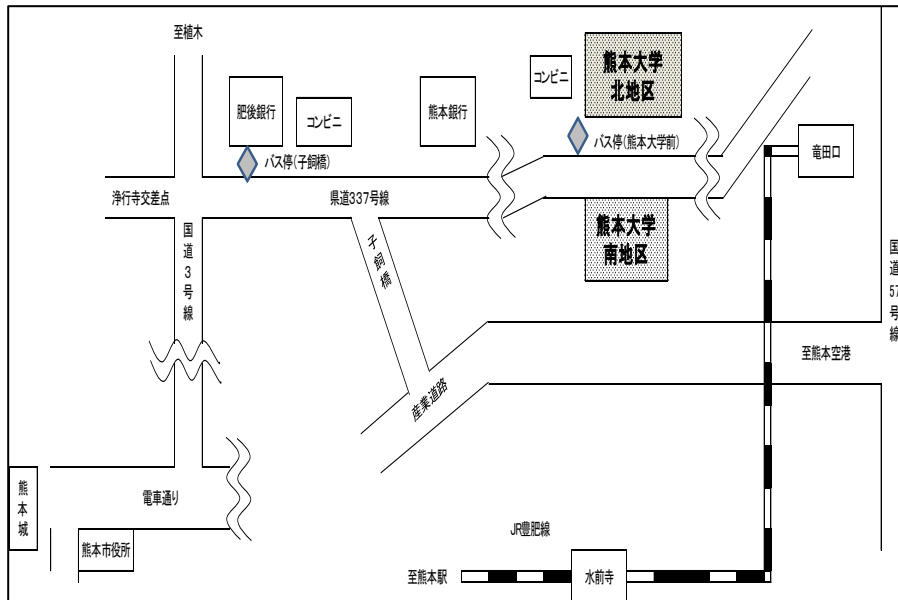 至植木
肥後銀行
コンビニ
熊本銀行
コンビニ
熊本大学
北地区
バス停(子飼橋)
バス停(熊本大学前)
竜田口
浄行寺交差点
県道337号線
国道3号線
子飼橋
熊本大学
南地区
国道57号線
至熊本空港
産業道路
熊本城
電車通り
熊本市役所
JR豊肥線
至熊本駅
水前寺